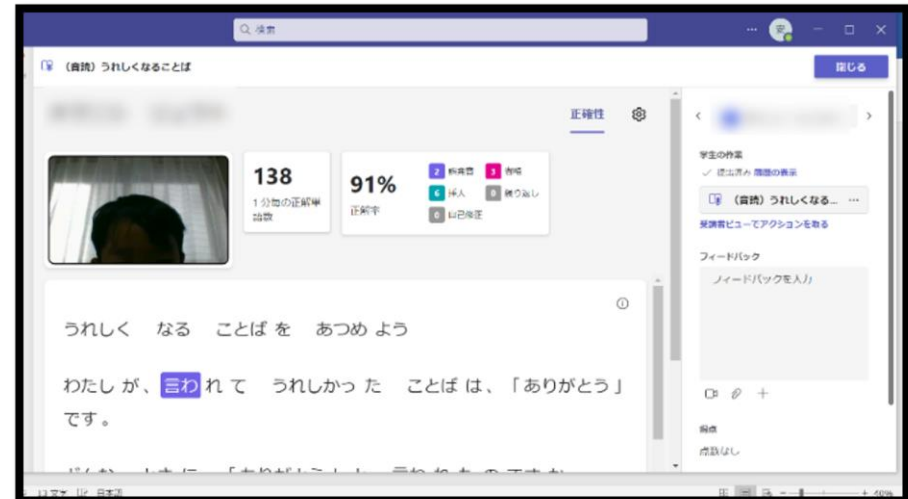 検索
(音読) うれしくなることば
閉じる
正確性
138
1 分毎の正解単語数
91%
正解率
2 誤発音
3 省略
6 挿入
0 繰り返し
0 自己修正
うれしく なる ことば を あつめ よう
わたし が、 言わ れ て うれしかっ た ことば は、 「ありがとう」
です 。
学生の作業
提出済み 履歴の表示
(音読) うれしくなる... ...
受講者ビューでアクションを取る
フィードバック
フィードバックを入力
得点
点数なし
文字
日本語
40%